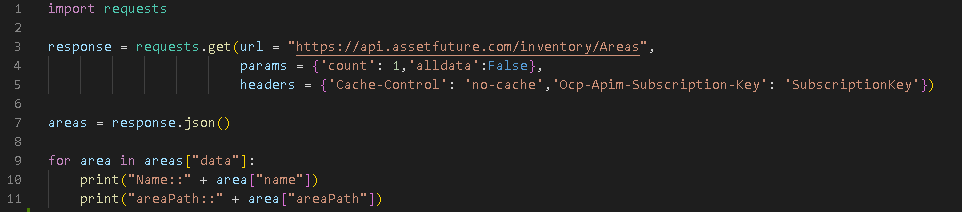 1 import requests
2
3 response = requests.get(url = "https://api.assetfuture.com/inventory/Areas",
4 params = {'count': 1,'alldata':False},
5 headers = {'Cache-Control': 'no-cache','Ocp-Apim-Subscription-Key': 'SubscriptionKey'})
6
7 areas = response.json()
8
9 for area in areas["data"]:
10 print("Name::" + area["name"])
11 print("areaPath::" + area["areaPath"])